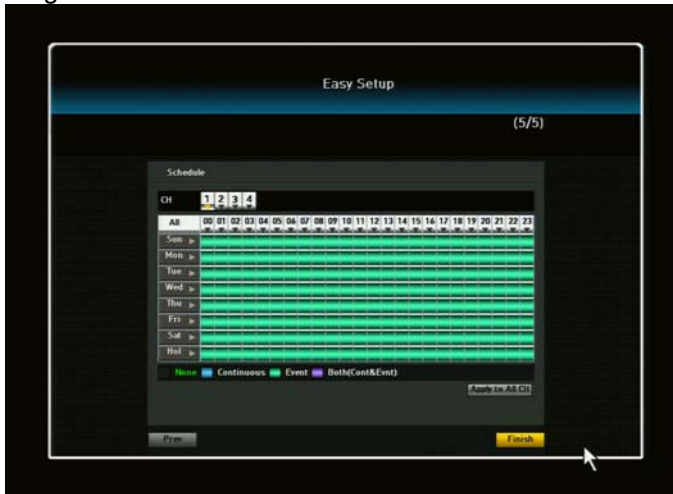 Easy Setup
(5/5)
Schedule
CH 1 2 3 4
All 00 01 02 03 04 05 06 07 08 09 10 11 12 13 14 15 16 17 18 19 20 21 22 23
Sun
Mon
Tue
Wed
Thu
Fri
Sat
Hol
None Continuous Event Both(Cont&Evnt)
Apply to All CH
Prev Finish